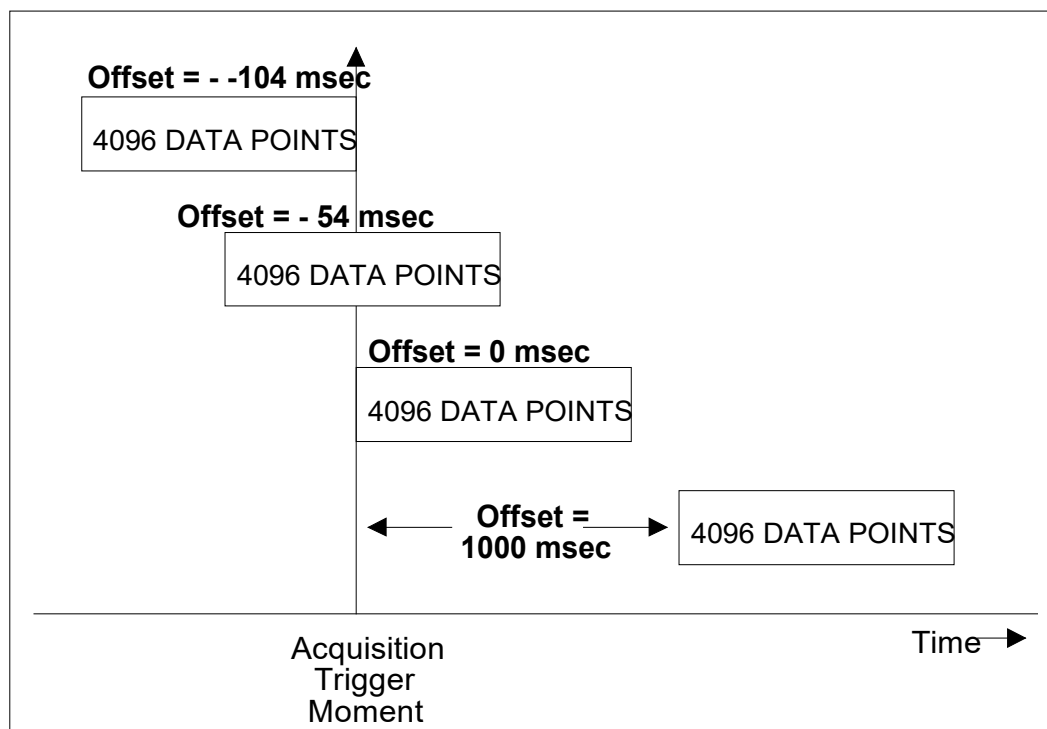 Offset = - -104 msec
4096 DATA POINTS
Offset = - 54 msec
4096 DATA POINTS
Offset = 0 msec
4096 DATA POINTS
Offset =
1000 msec
4096 DATA POINTS
Time
Acquisition
Trigger
Moment